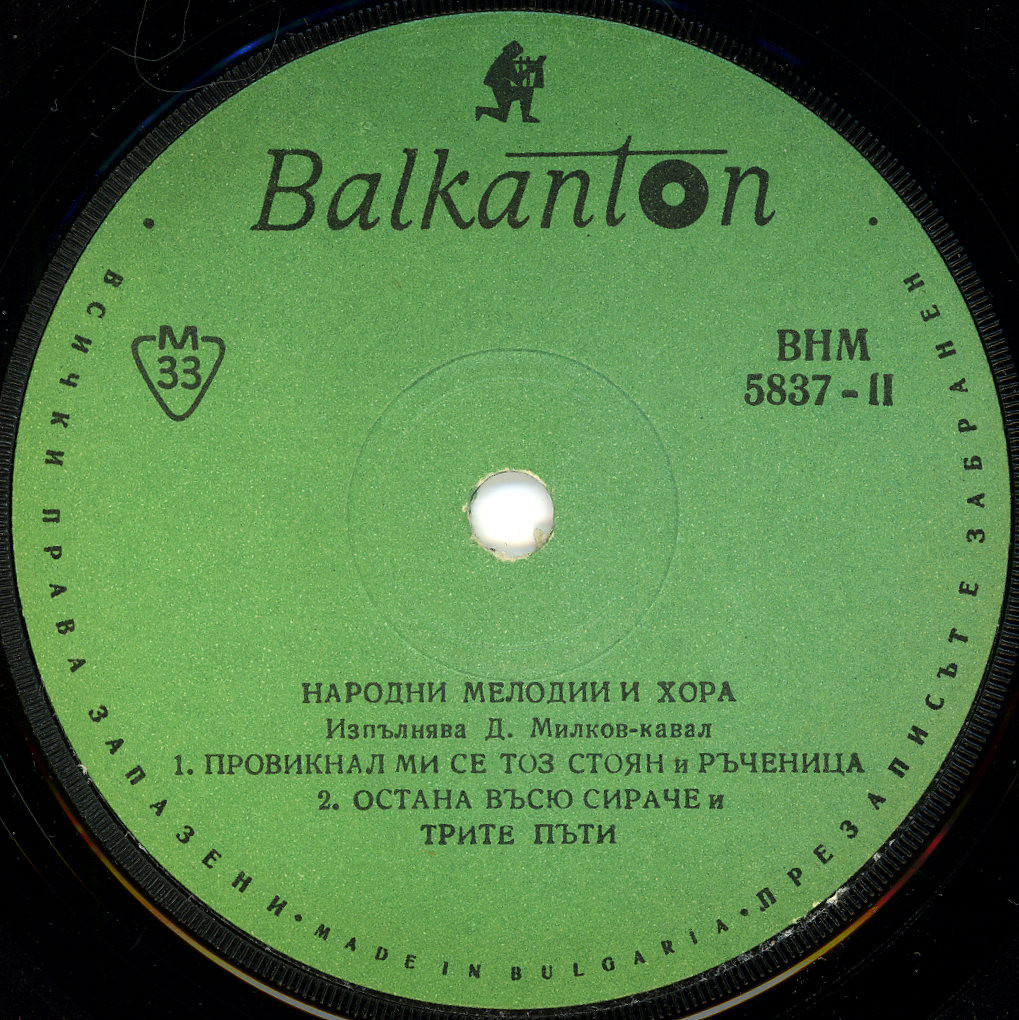 Balkanton
М
33
ВНМ
5837 - II
НАРОДНИ МЕЛОДИИ И ХОРА
Изпълнява Д. Милков-кавал
1. ПРОВИКНАЛ МИ СЕ ТОЗ СТОЯН и РЪЧЕНИЦА
2. ОСТАНА ВЪСЮ СИРАЧЕ и
ТРИТЕ ПЪТИ
• ВСИЧКИ ПРАВА ЗАПАЗЕНИ • MADE IN BULGARIA • ПРЕЗАПИСЪТ Е ЗАБРАНЕН •